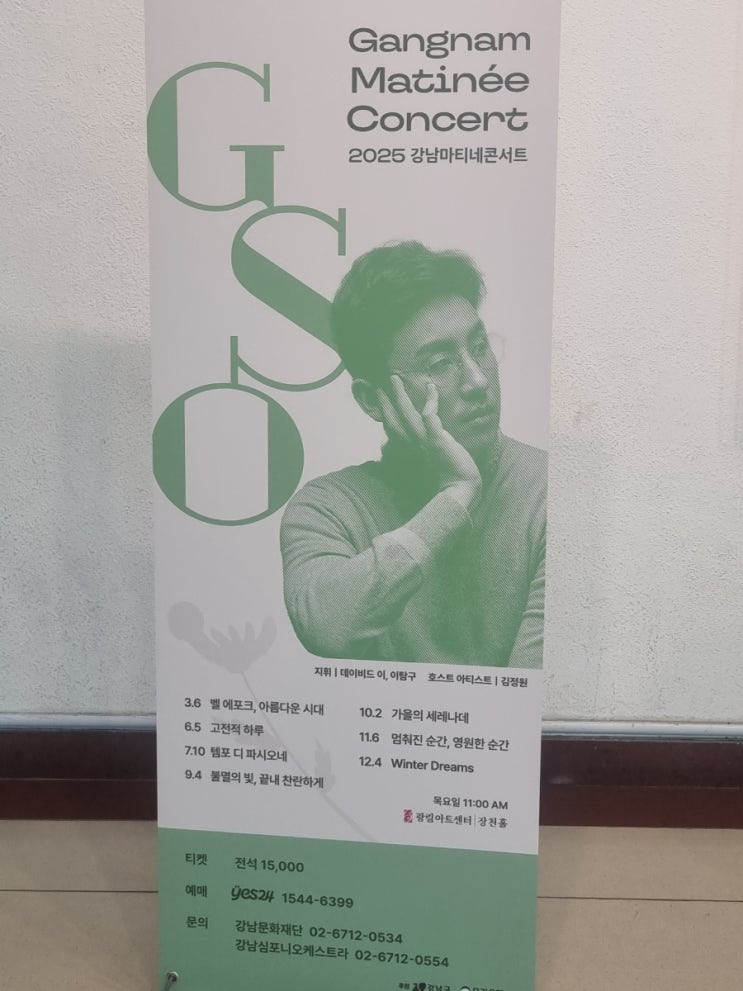 Gangnam
Matinée
Concert
2025 강남마티네콘서트
G
S
O
지휘 | 데이비드 이, 이탐구 호스트 아티스트 | 김정원
3.6 벨 에포크, 아름다운 시대
6.5 고전적 하루
7.10 템포 디 파시오네
9.4 불멸의 빛, 끝내 찬란하게
10.2 가을의 세레나데
11.6 멈춰진 순간, 영원한 순간
12.4 Winter Dreams
목요일 11:00 AM
광림아트센터 | 장천홀
티켓 전석 15,000
예매 yes24 1544-6399
문의 강남문화재단 02-6712-0534
강남심포니오케스트라 02-6712-0554
강남구